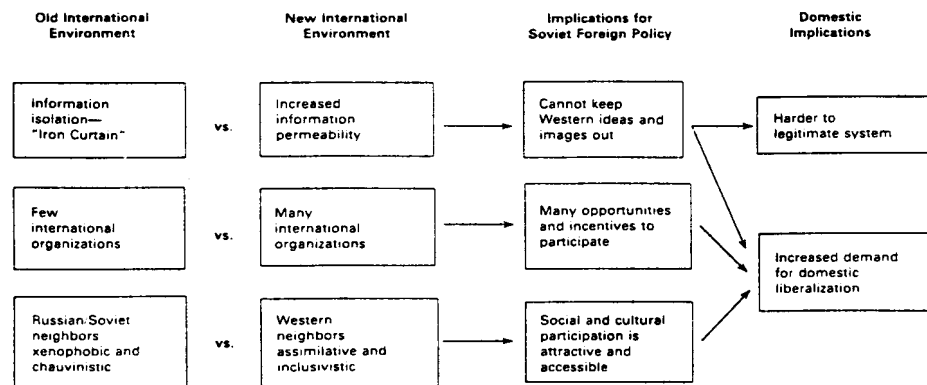 Old International
Environment
New International
Environment
Implications for
Soviet Foreign Policy
Domestic
Implications
Information
isolation—
"Iron Curtain"
vs.
Increased
information
permeability
Cannot keep
Western ideas and
images out
Harder to
legitimate system
Few
international
organizations
vs.
Many
international
organizations
Many opportunities
and incentives to
participate
Increased demand
for domestic
liberalization
Russian/Soviet
neighbors
xenophobic and
chauvinistic
vs.
Western
neighbors
assimilative and
inclusivistic
Social and cultural
participation is
attractive and
accessible